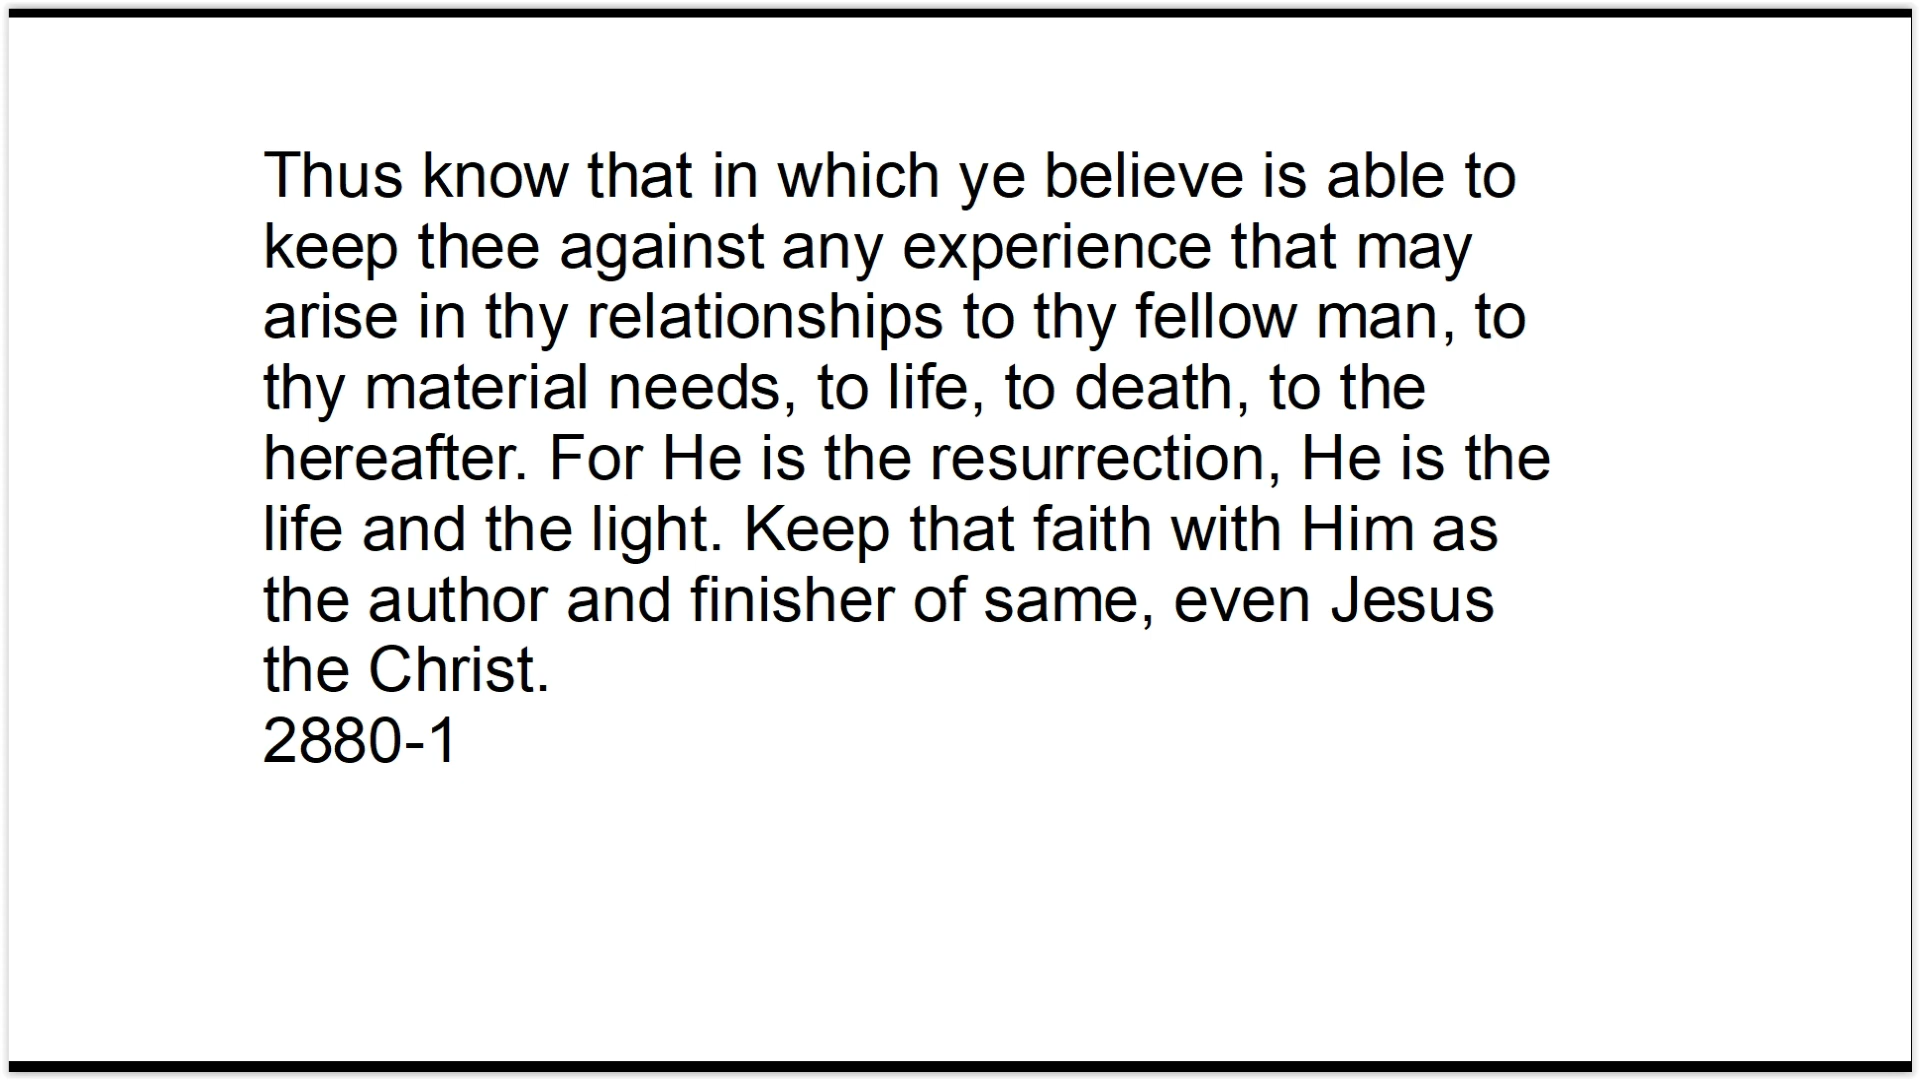 Thus know that in which ye believe is able to
keep thee against any experience that may
arise in thy relationships to thy fellow man, to
thy material needs, to life, to death, to the
hereafter. For He is the resurrection, He is the
life and the light. Keep that faith with Him as
the author and finisher of same, even Jesus
the Christ.
2880-1